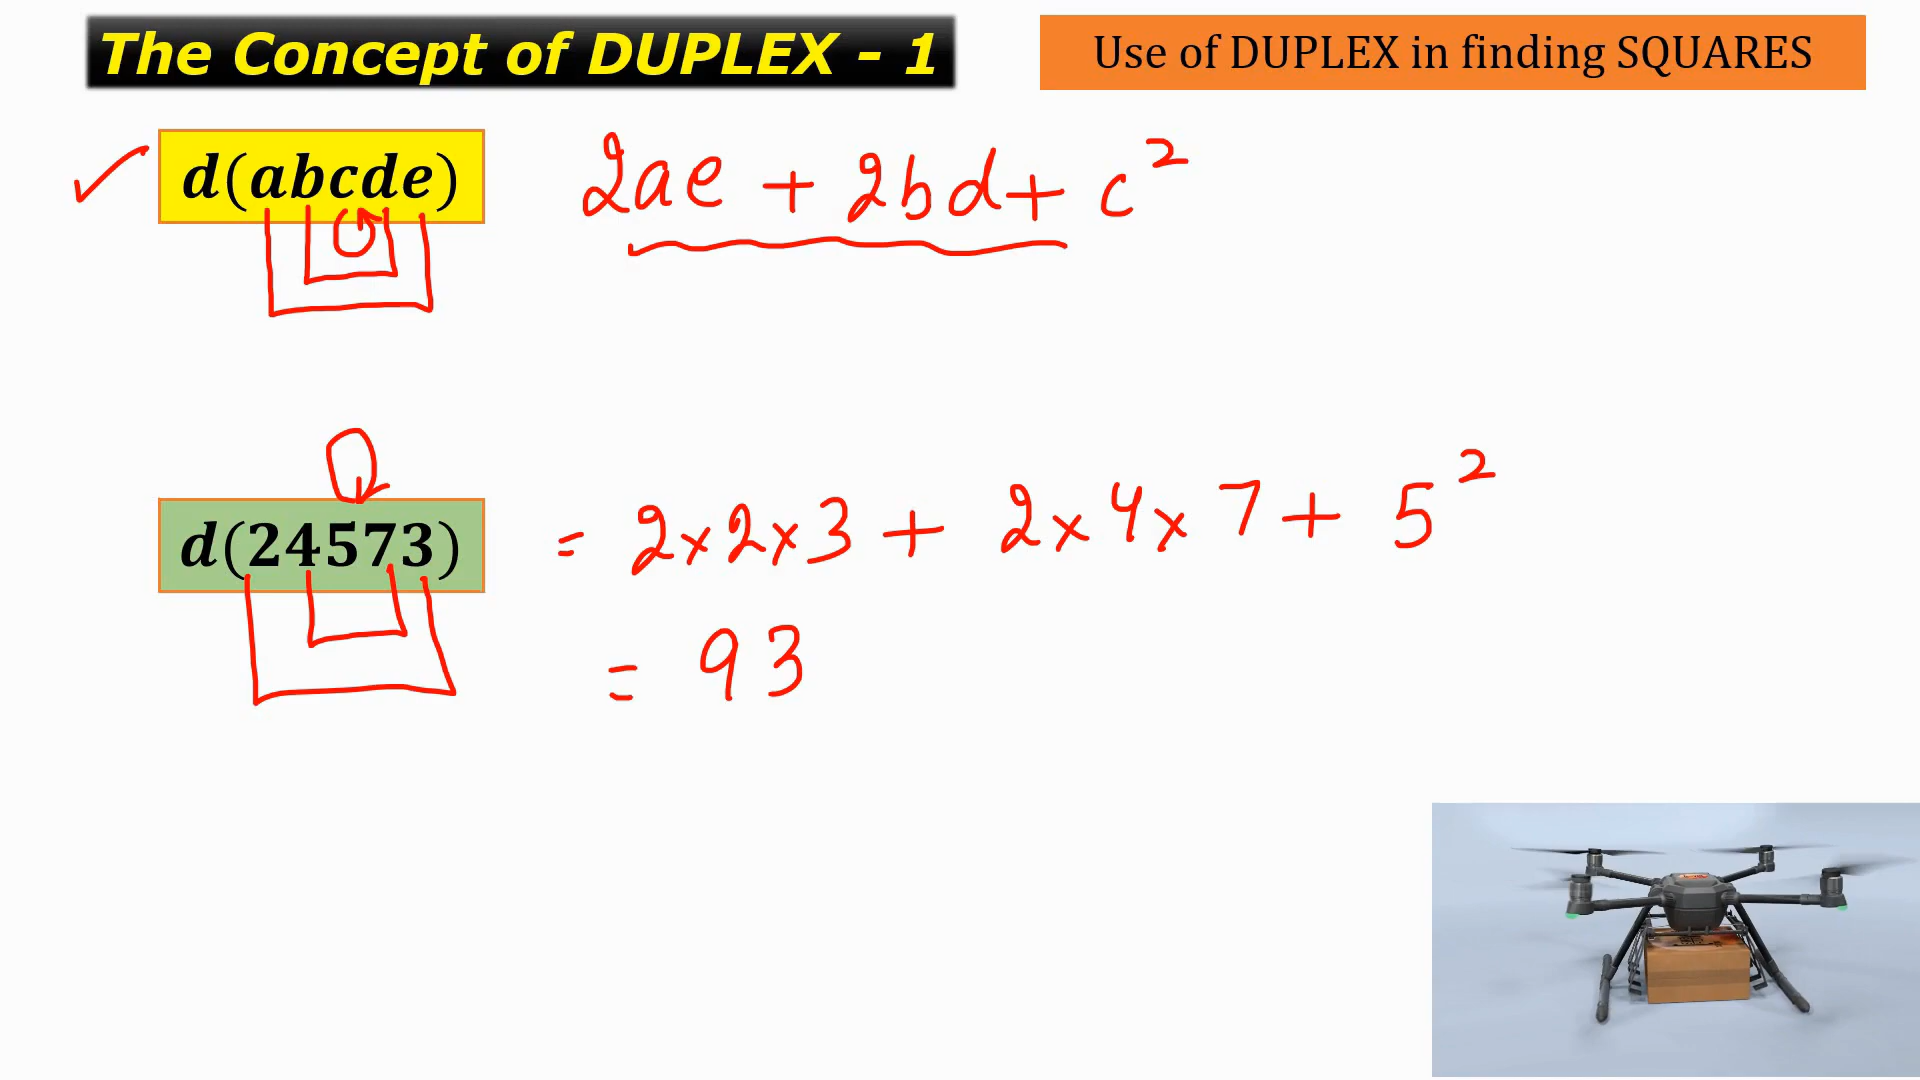 The Concept of DUPLEX - 1
Use of DUPLEX in finding SQUARES
d(abcde) 2ae + 2bd + c²
d(24573) = 2×2×3 + 2×4×7 + 5²
= 93